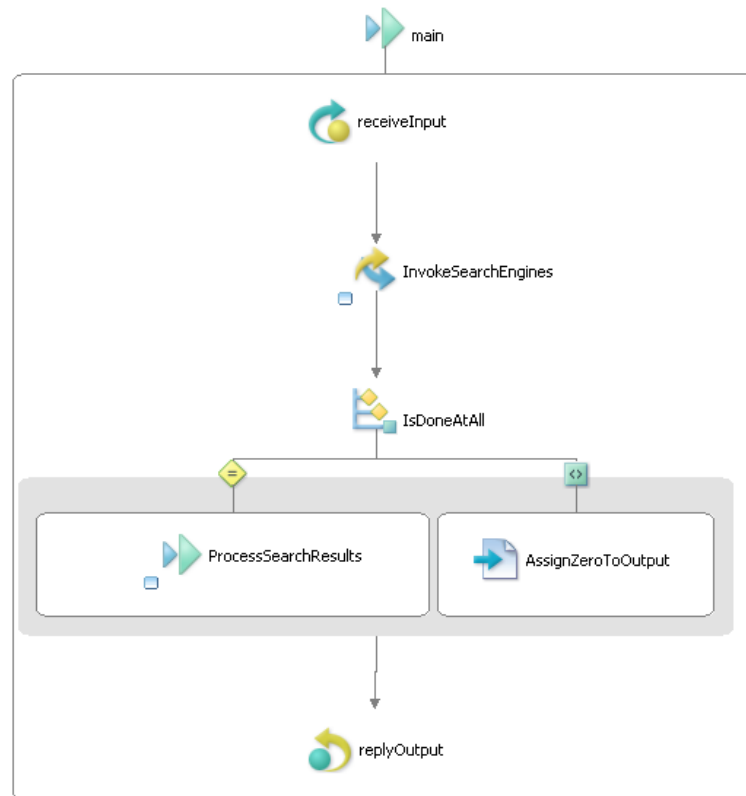 main
receiveInput
InvokeSearchEngines
IsDoneAtAll
= <>
ProcessSearchResults
AssignZeroToOutput
replyOutput